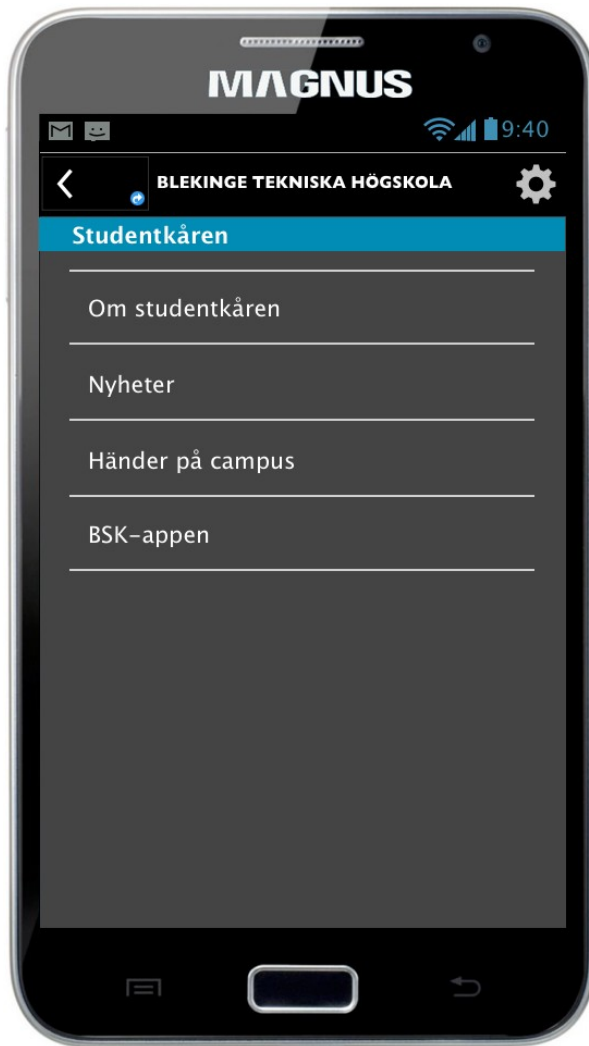 MAGNUS
9:40
BLEKINGE TEKNISKA HÖGSKOLA
Studentkåren
Om studentkåren
Nyheter
Händer på campus
BSK-appen